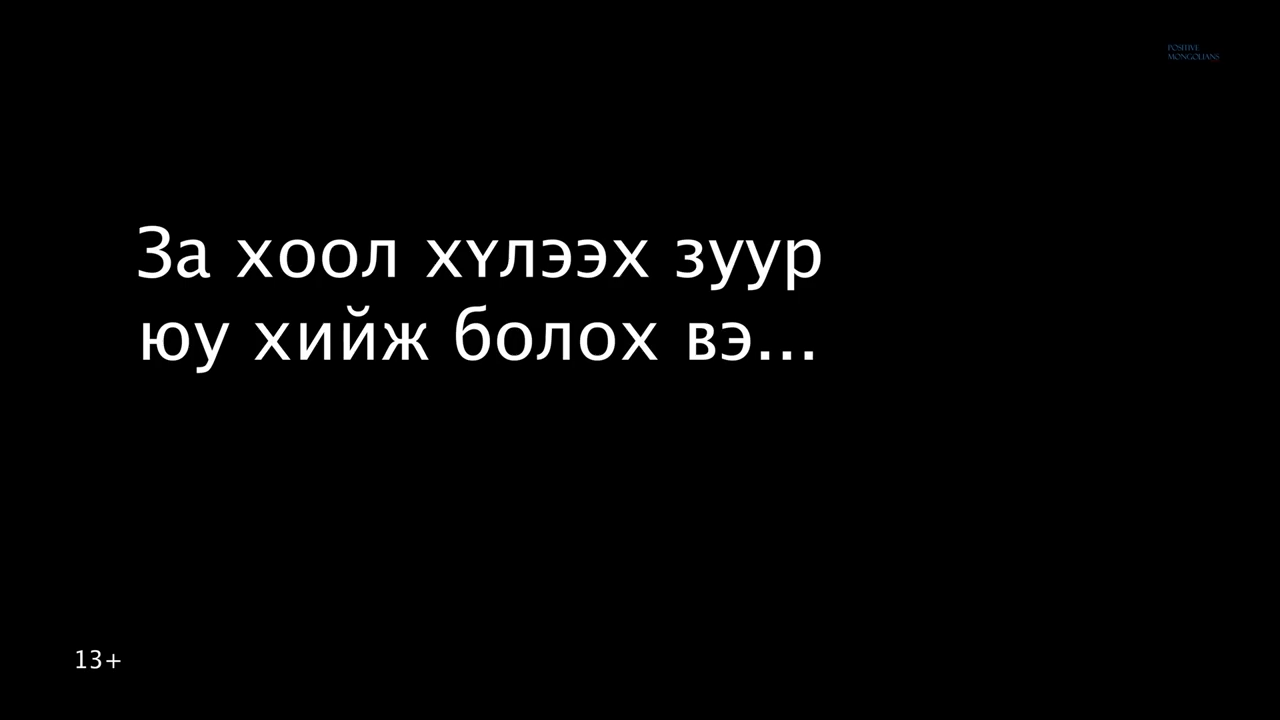 POSITIVE
MONGOLIANS
За хоол хүлээх зуур
юу хийж болох вэ...
13+